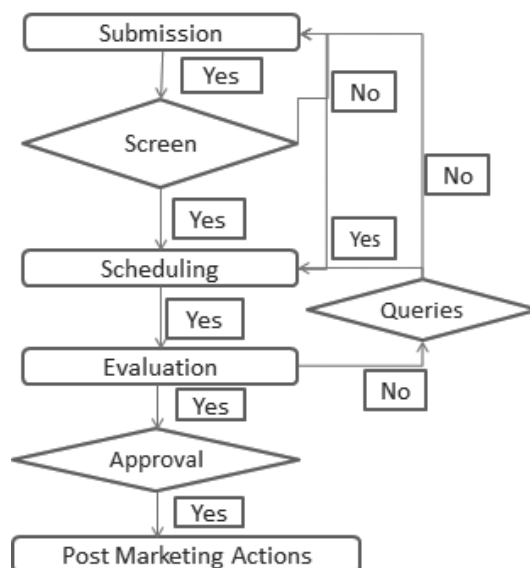 Submission
Yes
No
Screen
No
Yes
Yes
Scheduling
Queries
Yes
Evaluation
No
Yes
Approval
Yes
Post Marketing Actions